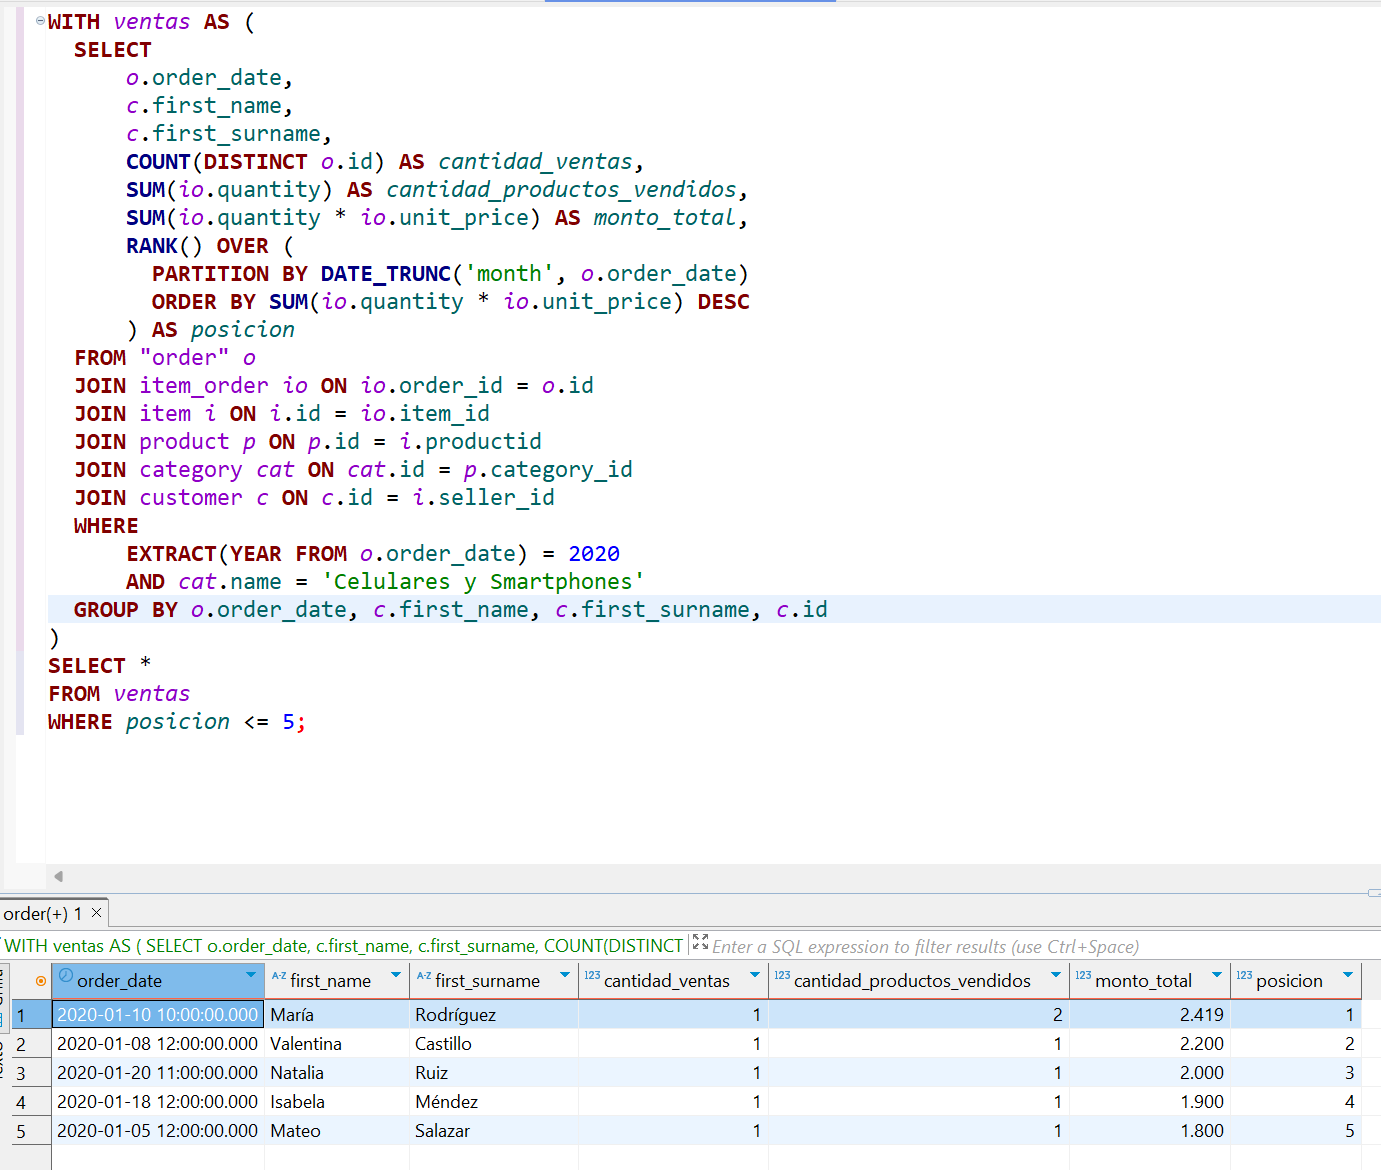 WITH ventas AS (
SELECT
o.order_date,
c.first_name,
c.first_surname,
COUNT(DISTINCT o.id) AS cantidad_ventas,
SUM(io.quantity) AS cantidad_productos_vendidos,
SUM(io.quantity * io.unit_price) AS monto_total,
RANK() OVER (
PARTITION BY DATE_TRUNC('month', o.order_date)
ORDER BY SUM(io.quantity * io.unit_price) DESC
) AS posicion
FROM "order" o
JOIN item_order io ON io.order_id = o.id
JOIN item i ON i.id = io.item_id
JOIN product p ON p.id = i.productid
JOIN category cat ON cat.id = p.category_id
JOIN customer c ON c.id = i.seller_id
WHERE
EXTRACT(YEAR FROM o.order_date) = 2020
AND cat.name = 'Celulares y Smartphones'
GROUP BY o.order_date, c.first_name, c.first_surname, c.id
)
SELECT *
FROM ventas
WHERE posicion <= 5;
order(+) 1 ×
WITH ventas AS ( SELECT o.order_date, c.first_name, c.first_surname, COUNT(DISTINCT Enter a SQL expression to filter results (use Ctrl+Space)
order_date A-Z first_name A-Z first_surname 123 cantidad_ventas 123 cantidad_productos_vendidos 123 monto_total 123 posicion
1 2020-01-10 10:00:00.000 María Rodríguez 1 2 2.419 1
2 2020-01-08 12:00:00.000 Valentina Castillo 1 1 2.200 2
3 2020-01-20 11:00:00.000 Natalia Ruiz 1 1 2.000 3
4 2020-01-18 12:00:00.000 Isabela Méndez 1 1 1.900 4
5 2020-01-05 12:00:00.000 Mateo Salazar 1 1 1.800 5